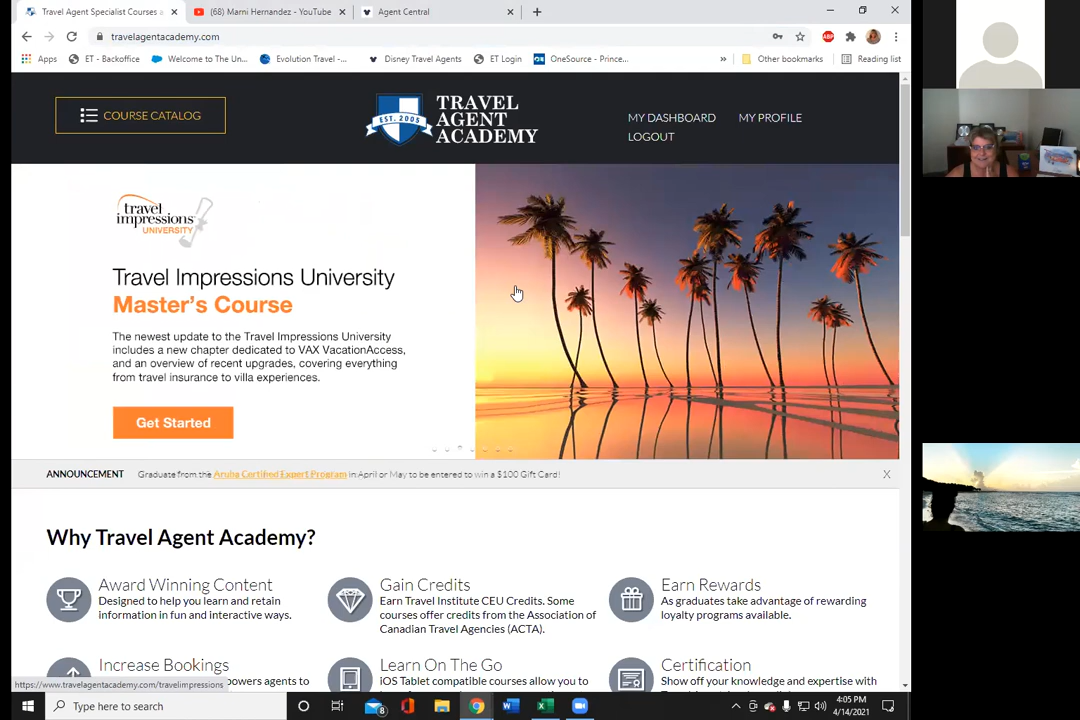 Travel Agent Specialist Courses a
(68) Marni Hernandez - YouTube
Agent Central
travelagentacademy.com
ABP
Apps
ET - Backoffice
Welcome to The Un...
Evolution Travel -...
Disney Travel Agents
ET Login
OneSource - Prince...
Other bookmarks
Reading list
COURSE CATALOG
EST. 2005
TRAVEL
AGENT
ACADEMY
MY DASHBOARD
MY PROFILE
LOGOUT
travel
impressions
UNIVERSITY
Travel Impressions University
Master's Course
The newest update to the Travel Impressions University
includes a new chapter dedicated to VAX VacationAccess,
and an overview of recent upgrades, covering everything
from travel insurance to villa experiences.
Get Started
ANNOUNCEMENT
Graduate from the Aruba Certified Expert Program in April or May to be entered to win a $100 Gift Card!
X
Why Travel Agent Academy?
Award Winning Content
Designed to help you learn and retain
information in fun and interactive ways.
Gain Credits
Earn Travel Institute CEU Credits. Some
courses offer credits from the Association of
Canadian Travel Agencies (ACTA).
Earn Rewards
As graduates take advantage of rewarding
loyalty programs available.
Increase Bookings
powers agents to
Learn On The Go
iOS Tablet compatible courses allow you to
Certification
Show off your knowledge and expertise with
https://www.travelagentacademy.com/travelimpressions
Type here to search
8
4:05 PM
4/14/2021